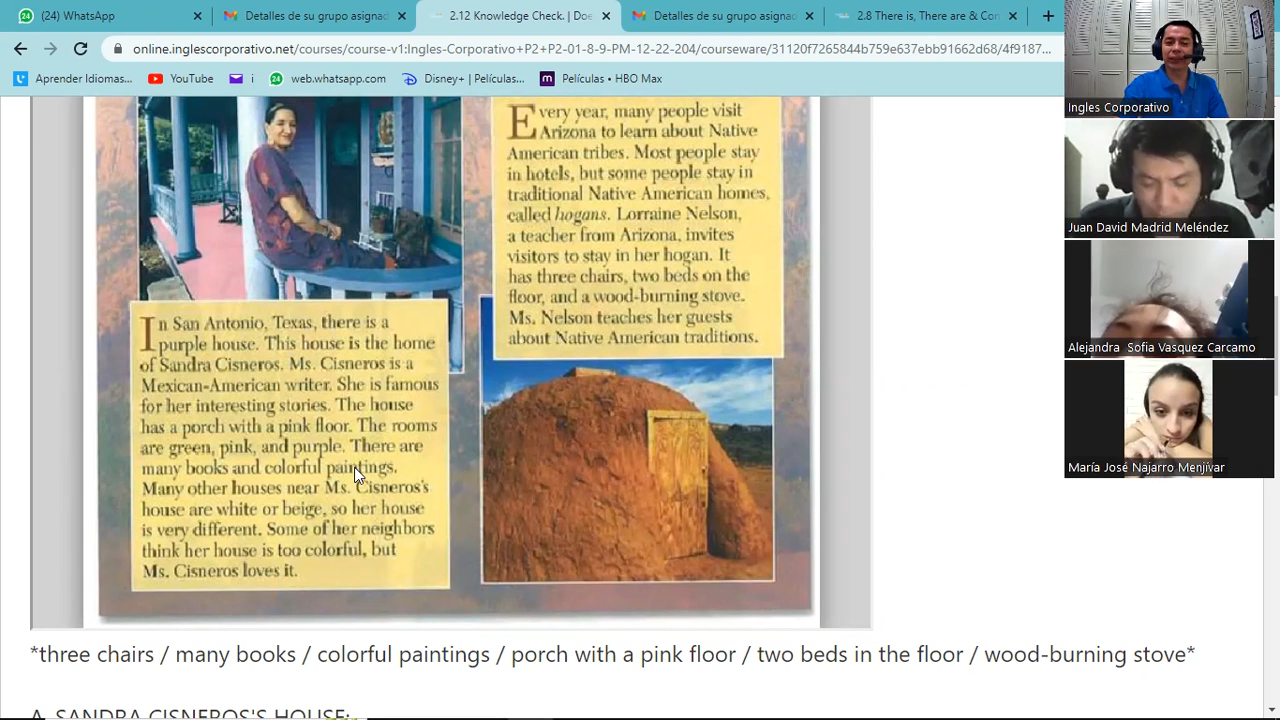 (24) WhatsApp
Detalles de su grupo asignad
2.12 Knowledge Check. | Doe
Detalles de su grupo asignad
2.8 There is, There are & Con
online.inglescorporativo.net/courses/course-v1:Ingles-Corporativo+P2+P2-01-8-9-PM-12-22-204/courseware/31120f7265844b759e
Aprender Idiomas...
YouTube
i
web.whatsapp.com
Disney+ | Películas...
Películas • HBO Max
In San Antonio, Texas, there is a
purple house. This house is the home
of Sandra Cisneros. Ms. Cisneros is a
Mexican-American writer. She is famous
for her interesting stories. The house
has a porch with a pink floor. The rooms
are green, pink, and purple. There are
many books and colorful paintings.
Many other houses near Ms. Cisneros's
house are white or beige, so her house
is very different. Some of her neighbors
think her house is too colorful, but
Ms. Cisneros loves it.
Every year, many people visit
Arizona to learn about Native
American tribes. Most people stay
in hotels, but some people stay in
traditional Native American homes,
called hogans. Lorraine Nelson,
a teacher from Arizona, invites
visitors to stay in her hogan. It
has three chairs, two beds on the
floor, and a wood-burning stove.
Ms. Nelson teaches her guests
about Native American traditions.
*three chairs / many books / colorful paintings / porch with a pink floor / two beds in the floor / wood-burning stove*
A. SANDRA CISNEROS'S HOUSE:
Ingles Corporativo
Juan David Madrid Meléndez
Alejandra Sofia Vasquez Carcamo
María José Najarro Menjívar